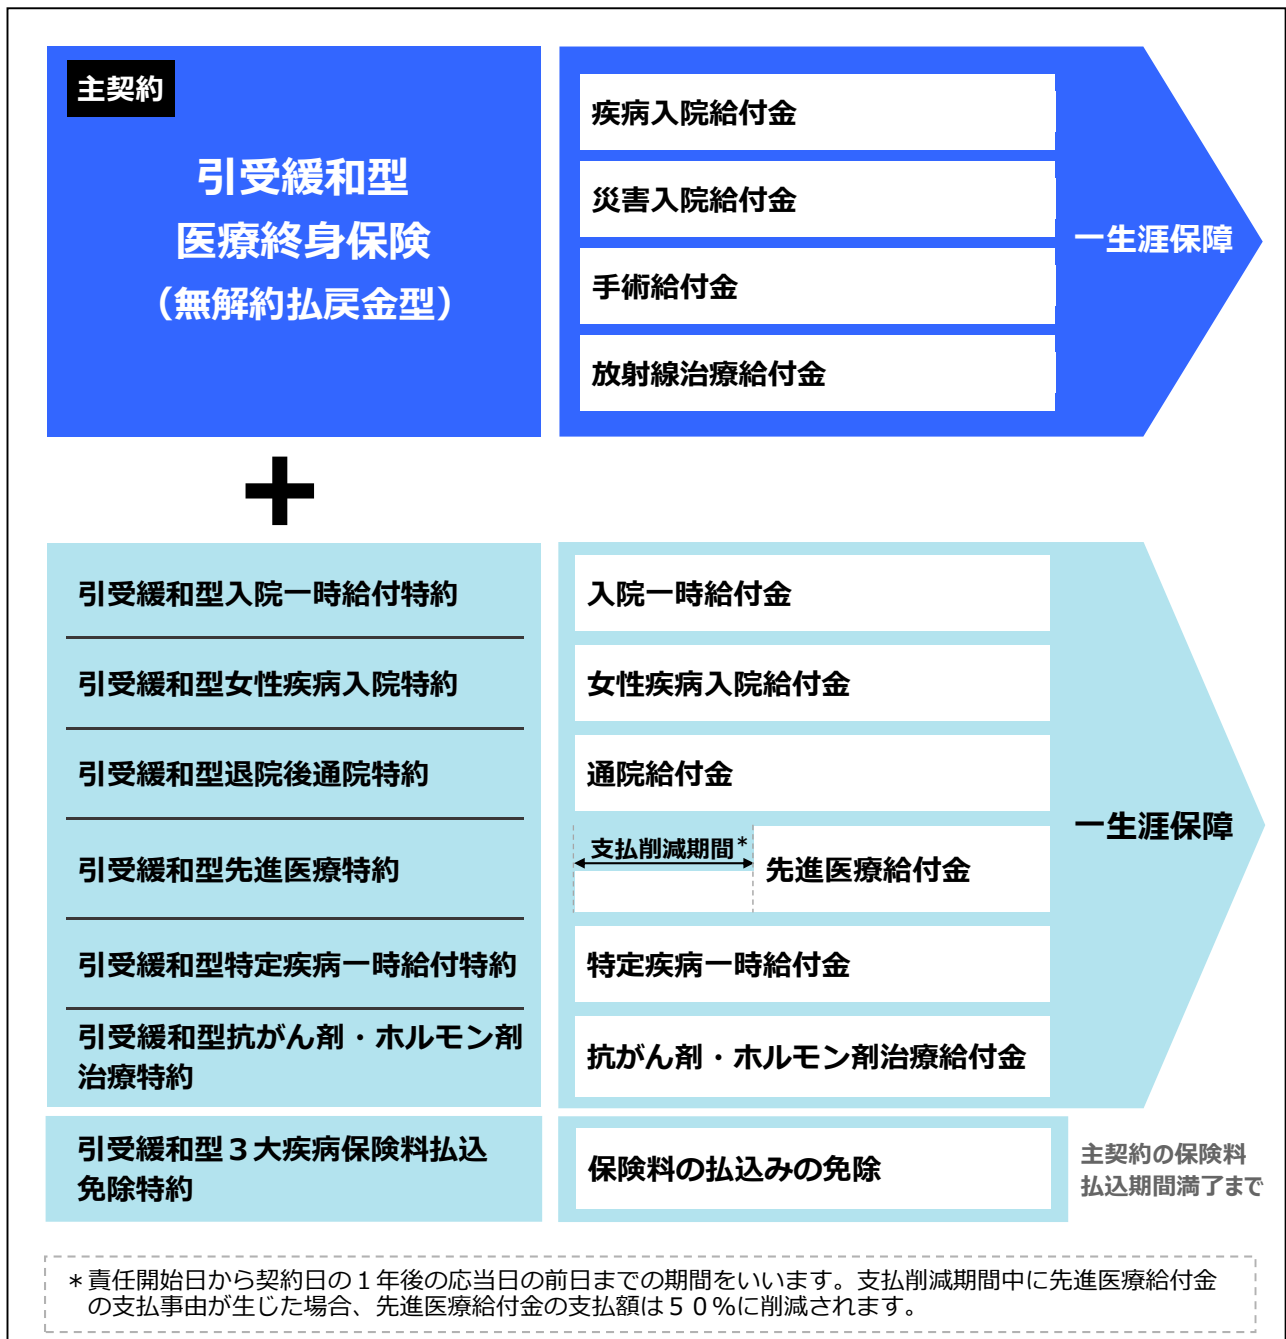 主契約
引受緩和型
医療終身保険
（無解約払戻金型）
疾病入院給付金
災害入院給付金
手術給付金
放射線治療給付金
一生涯保障
+
引受緩和型入院一時給付特約
入院一時給付金
引受緩和型女性疾病入院特約
女性疾病入院給付金
引受緩和型退院後通院特約
通院給付金
引受緩和型先進医療特約
支払削減期間*
先進医療給付金
引受緩和型特定疾病一時給付特約
特定疾病一時給付金
引受緩和型抗がん剤・ホルモン剤
治療特約
抗がん剤・ホルモン剤治療給付金
一生涯保障
引受緩和型３大疾病保険料払込
免除特約
保険料の払込みの免除
主契約の保険料
払込期間満了まで
＊責任開始日から契約日の１年後の応当日の前日までの期間をいいます。支払削減期間中に先進医療給付金
の支払事由が生じた場合、先進医療給付金の支払額は５０％に削減されます。